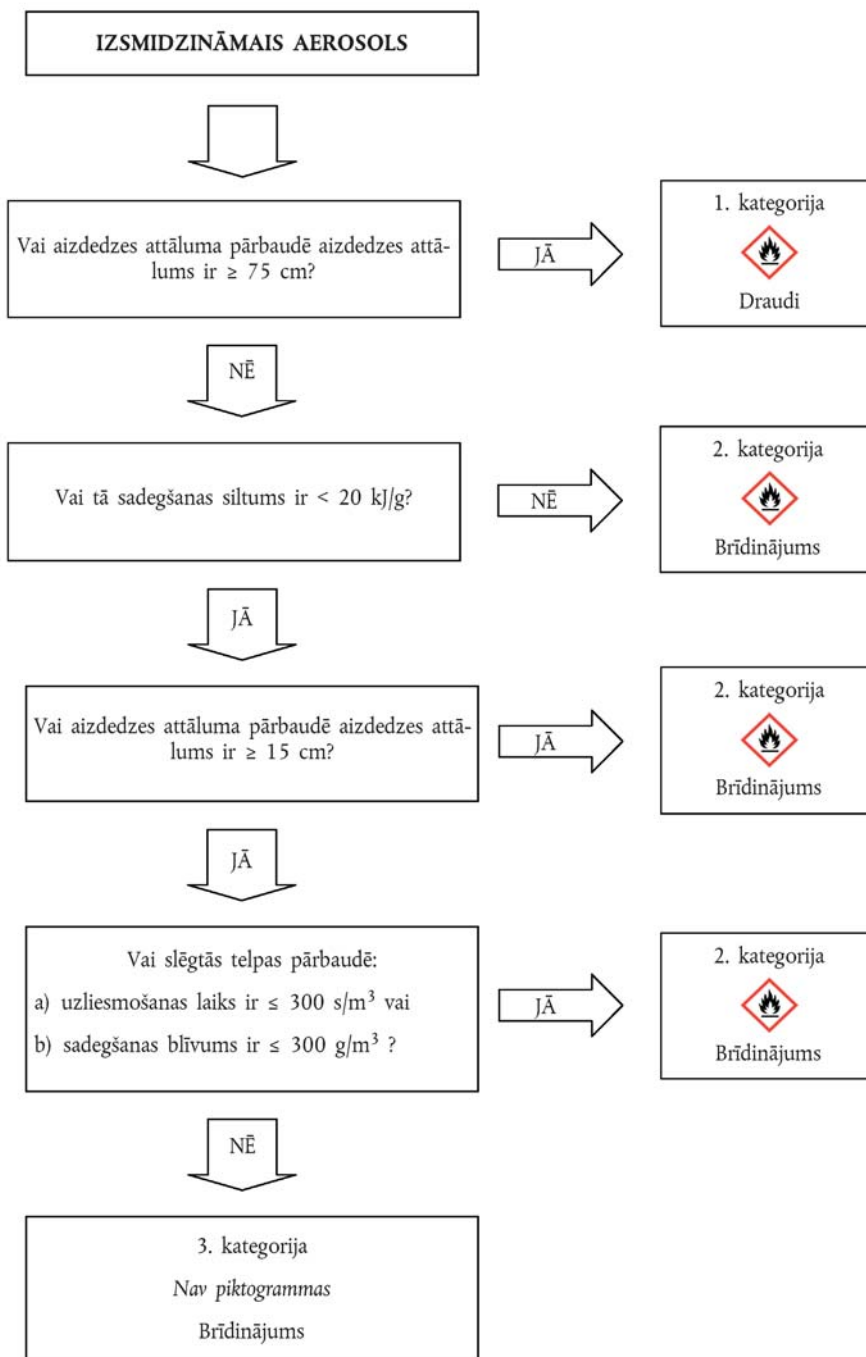 IZSMIDZINĀMAIS AEROSOLS
Vai aizdedzes attāluma pārbaudē aizdedzes attā-
lums ir ≥ 75 cm?
JĀ
1. kategorija
Draudi
NĒ
Vai tā sadegšanas siltums ir < 20 kJ/g?
NĒ
2. kategorija
Brīdinājums
JĀ
Vai aizdedzes attāluma pārbaudē aizdedzes attā-
lums ir ≥ 15 cm?
JĀ
2. kategorija
Brīdinājums
JĀ
Vai slēgtās telpas pārbaudē:
a) uzliesmošanas laiks ir ≤ 300 s/m³ vai
b) sadegšanas blīvums ir ≤ 300 g/m³ ?
JĀ
2. kategorija
Brīdinājums
NĒ
3. kategorija
Nav piktogrammas
Brīdinājums